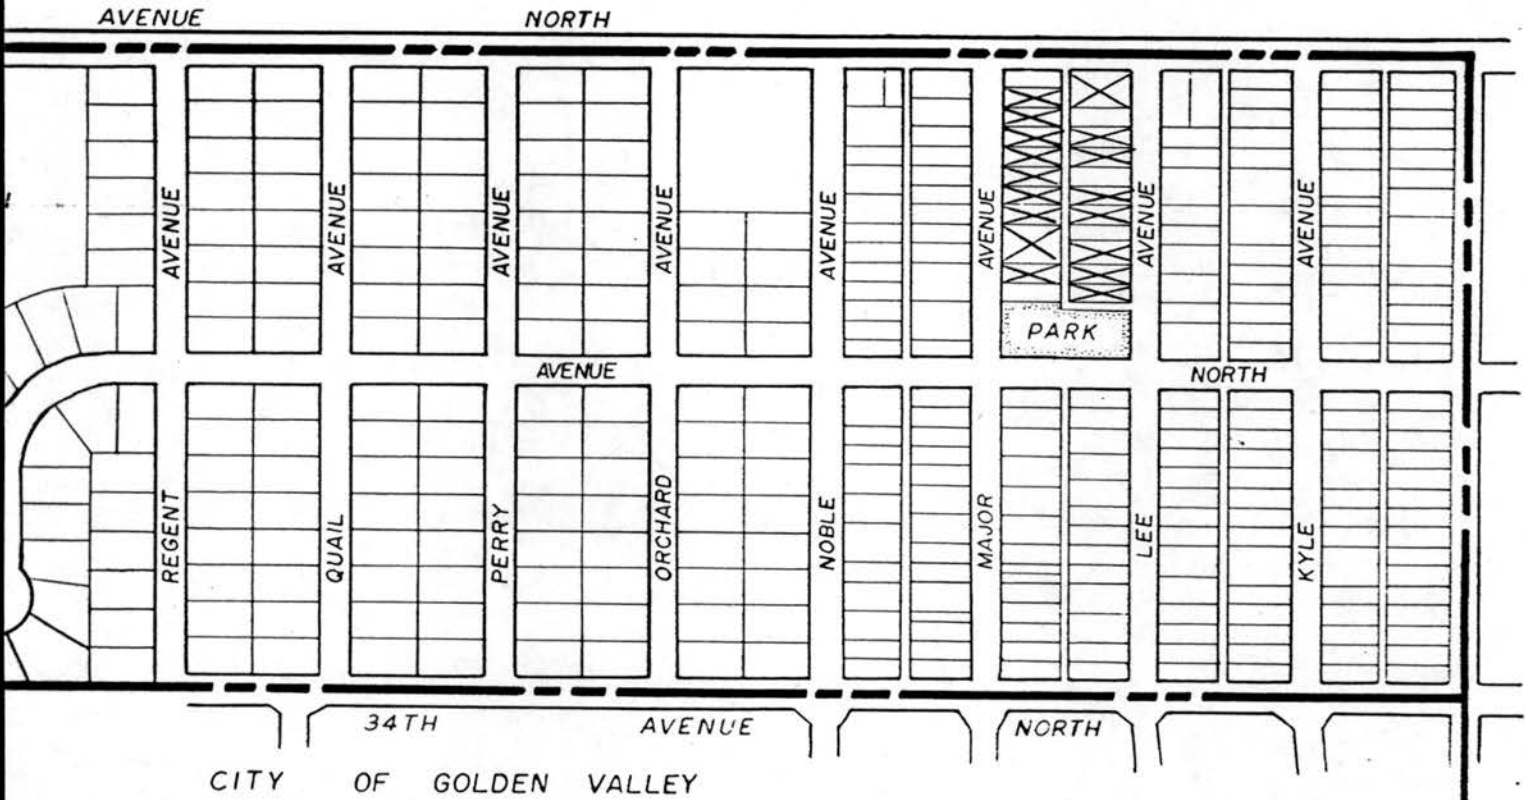 AVENUE NORTH
AVENUE AVENUE AVENUE AVENUE AVENUE AVENUE AVENUE AVENUE
PARK
AVENUE NORTH
REGENT QUAIL PERRY ORCHARD NOBLE MAJOR LEE KYLE
34TH AVENUE NORTH
CITY OF GOLDEN VALLEY